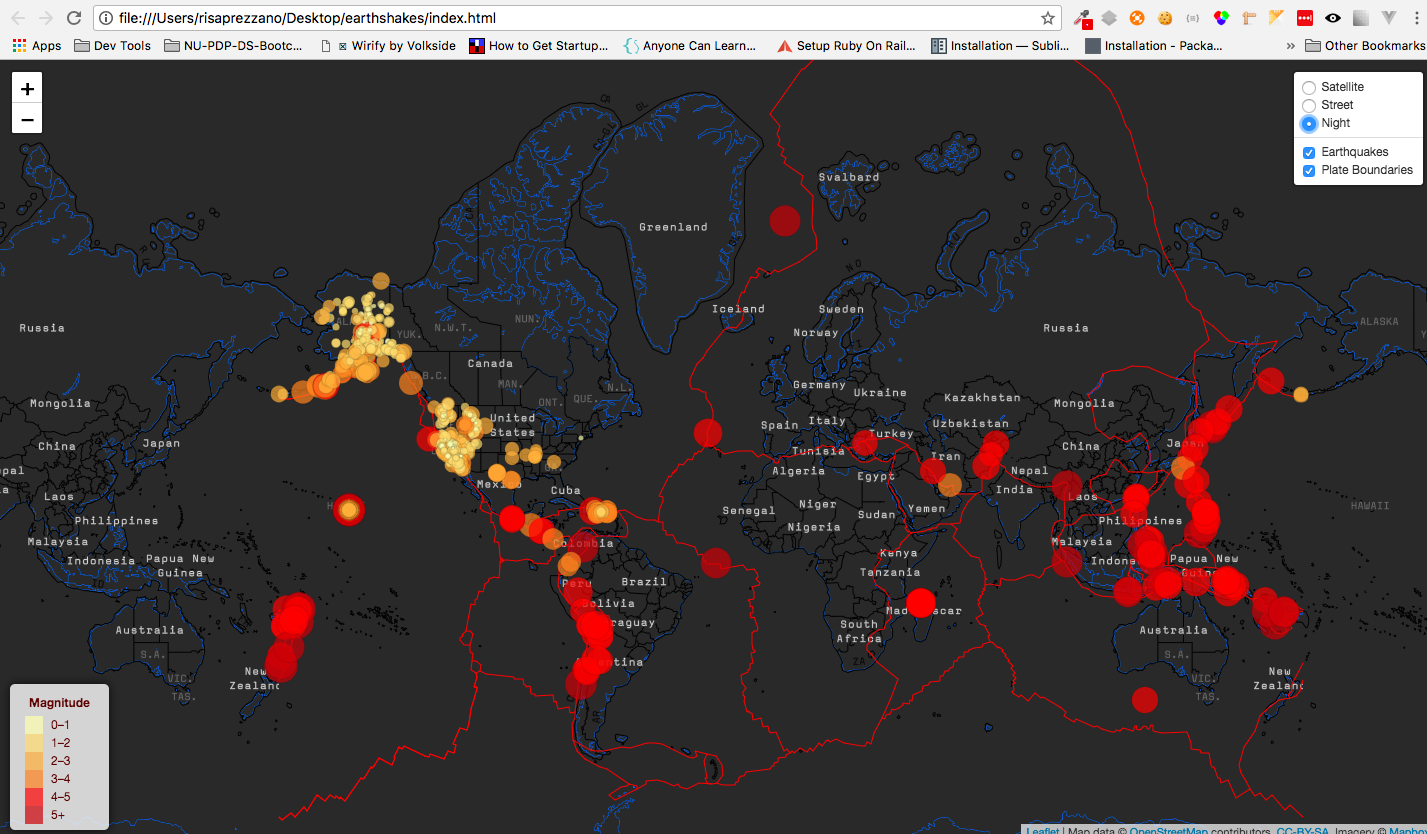 file:///Users/risaprezzano/Desktop/earthshakes/index.html
Apps Dev Tools NU-PDP-DS-Bootc... Wirify by Volkside How to Get Startup... Anyone Can Learn... Setup Ruby On Rail... Installation — Subli... Installation - Packa... » Other Bookmarks
+
−
Satellite
Street
Night
Earthquakes
Plate Boundaries
GL
Svalbard
Greenland
Iceland
Sweden
Norway
Russia
Russia
ALASKA
YUK.
N.W.T.
NUN.
Canada
B.C.
MAN.
ONT.
QUE.
N.L.
United
States
Mexico
Cuba
Germany
Ukraine
Kazakhstan
Mongolia
Mongolia
Spain
Italy
Turkey
Uzbekistan
China
China
Japan
Japan
Tunisia
Algeria
Egypt
Iran
Nepal
India
Laos
Laos
HAWAII
Senegal
Niger
Sudan
Yemen
Nigeria
Philippines
Philippines
Malaysia
Malaysia
Indonesia
Papua New
Guinea
Papua New
Kenya
Tanzania
Colombia
Peru
Brazil
Bolivia
South
Africa
ZA
Australia
Australia
S.A.
S.A.
VIC.
VIC.
TAS.
TAS.
New
Zealand
New
Zealand
AR
Magnitude
0–1
1–2
2–3
3–4
4–5
5+
Leaflet | Map data © OpenStreetMap contributors, CC-BY-SA, Imagery ©